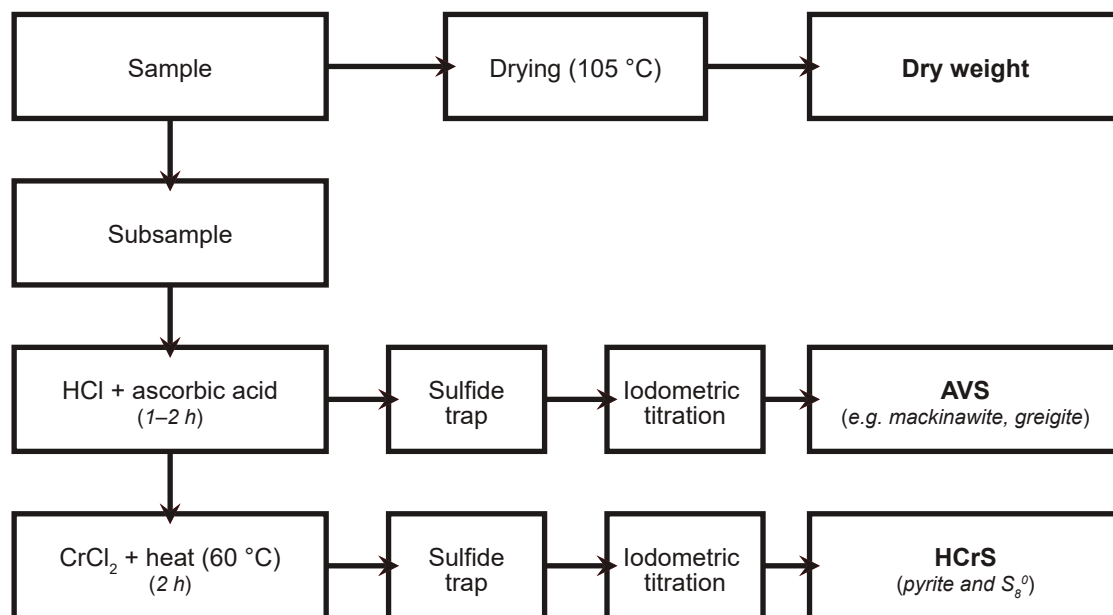 Sample
Drying (105 °C)
Dry weight
Subsample
HCl + ascorbic acid
(1–2 h)
Sulfide
trap
Iodometric
titration
AVS
(e.g. mackinawite, greigite)
CrCl₂ + heat (60 °C)
(2 h)
Sulfide
trap
Iodometric
titration
HCrS
(pyrite and S₈⁰)